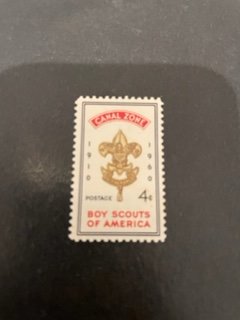 CANAL ZONE
1910
1960
POSTAGE
4¢
BOY SCOUTS
OF AMERICA